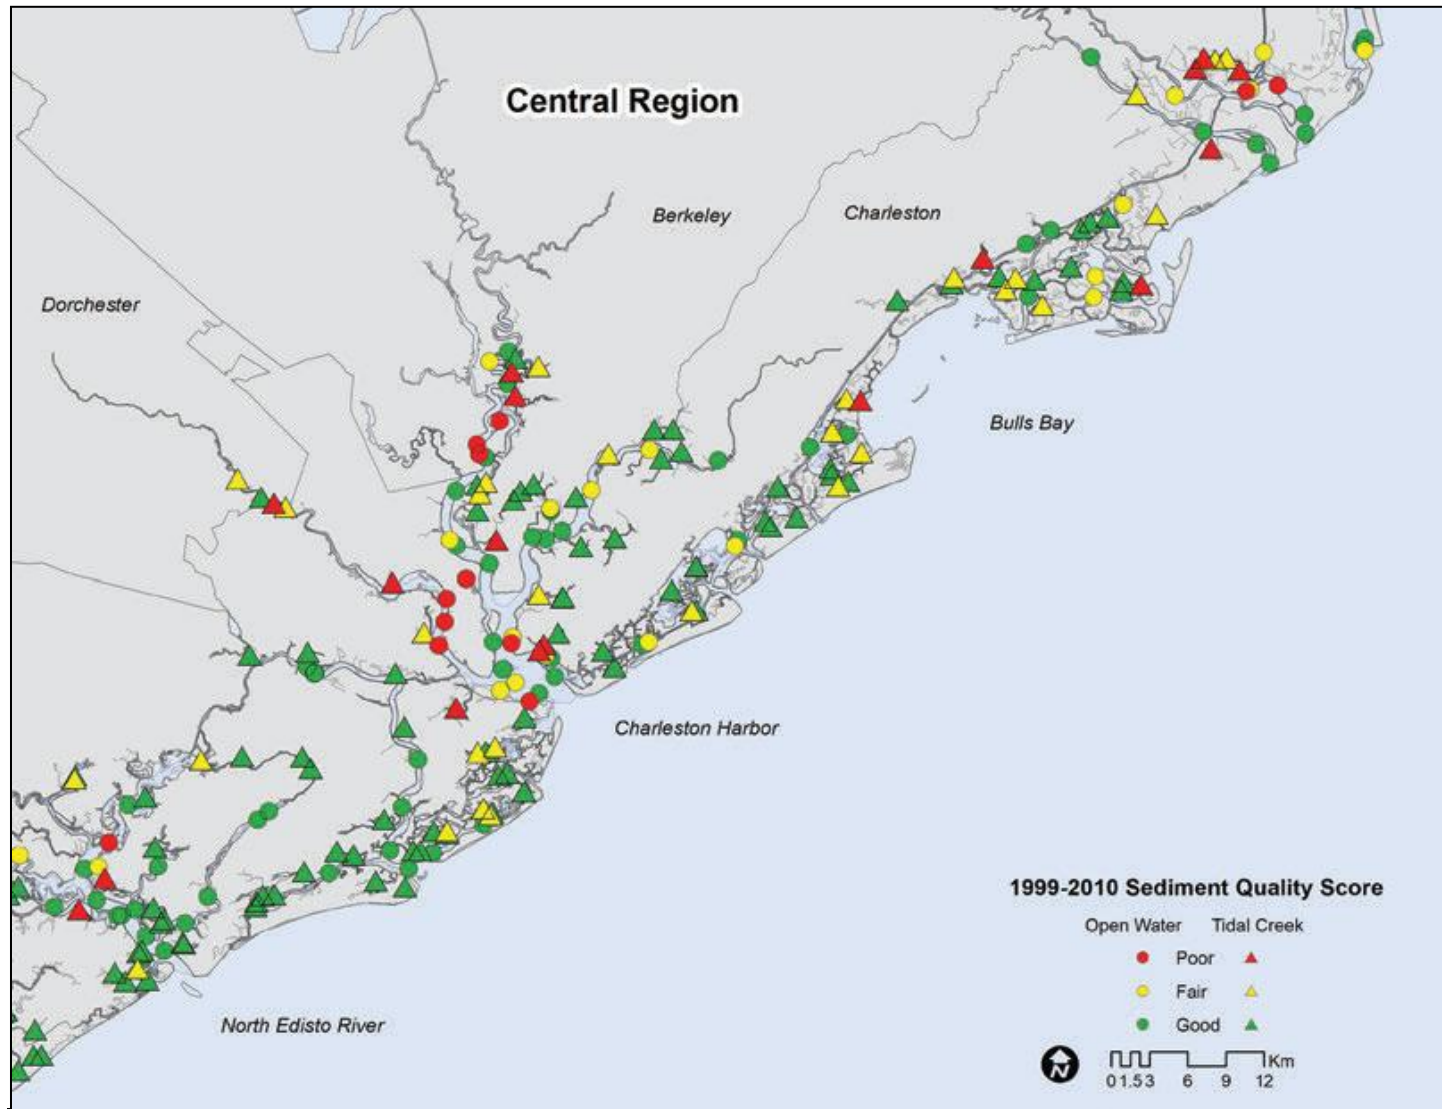 Central Region
Berkeley
Charleston
Dorchester
Bulls Bay
Charleston Harbor
North Edisto River
1999-2010 Sediment Quality Score
Open Water Tidal Creek
Poor
Fair
Good
N
Km
0 1.5 3 6 9 12